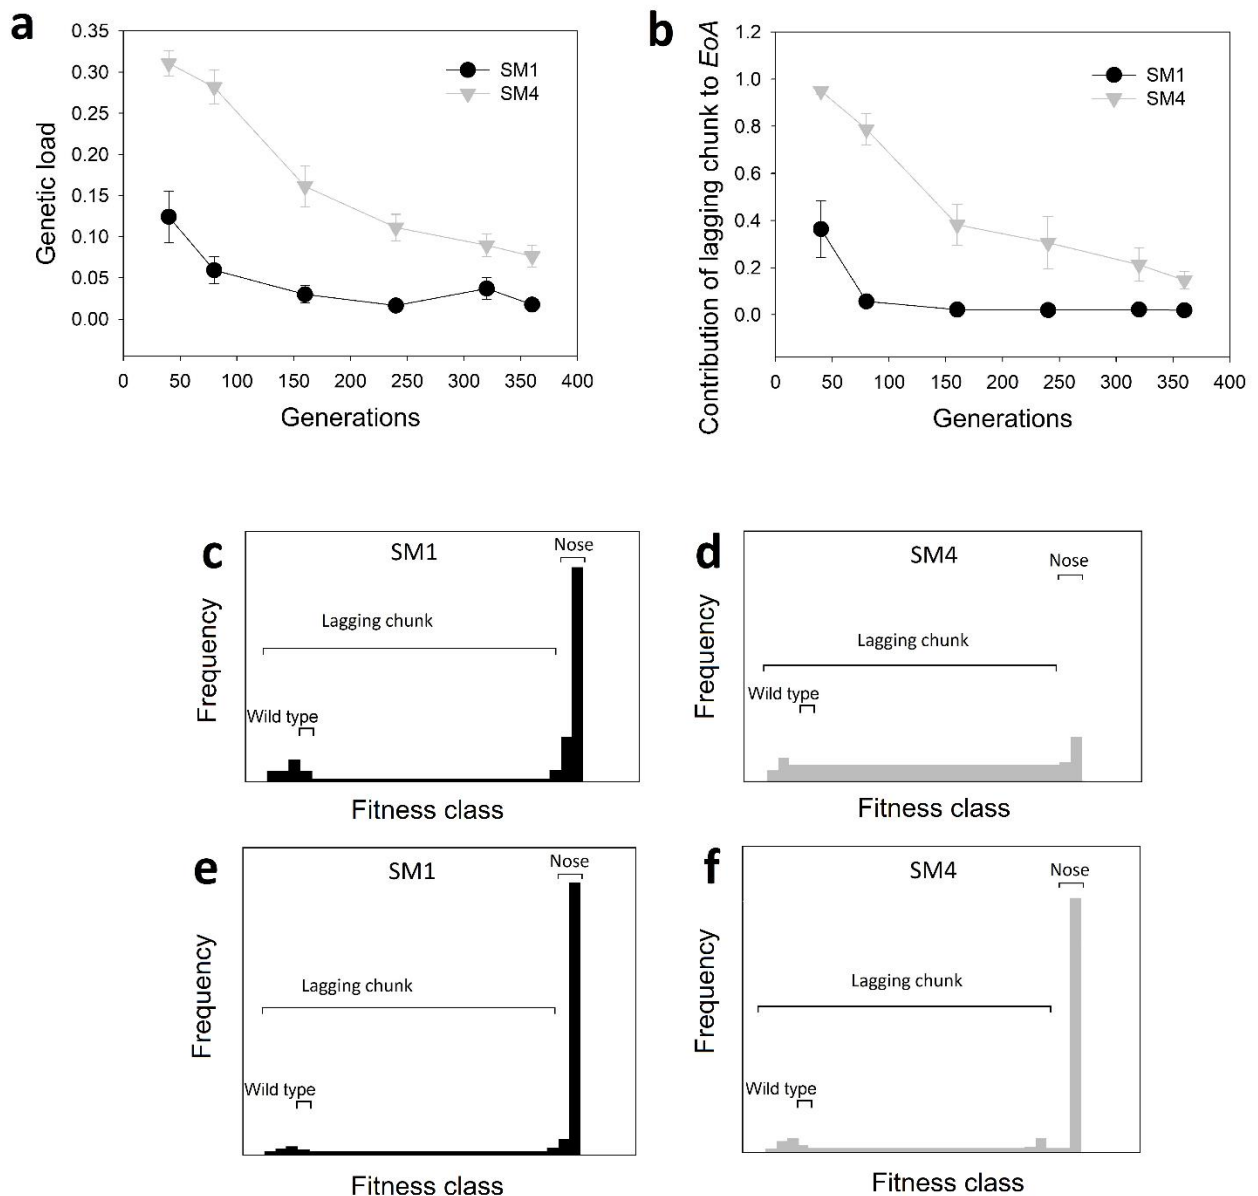 a
0.35
0.30
0.25
0.20
0.15
0.10
0.05
0.00
Genetic load
SM1
SM4
0 50 100 150 200 250 300 350 400
Generations
b
1.2
1.0
0.8
0.6
0.4
0.2
0.0
Contribution of lagging chunk to EoA
SM1
SM4
0 50 100 150 200 250 300 350 400
Generations
c
SM1
Nose
Lagging chunk
Wild type
Frequency
Fitness class
d
SM4
Nose
Lagging chunk
Wild type
Frequency
Fitness class
e
SM1
Nose
Lagging chunk
Wild type
Frequency
Fitness class
f
SM4
Nose
Lagging chunk
Wild type
Frequency
Fitness class